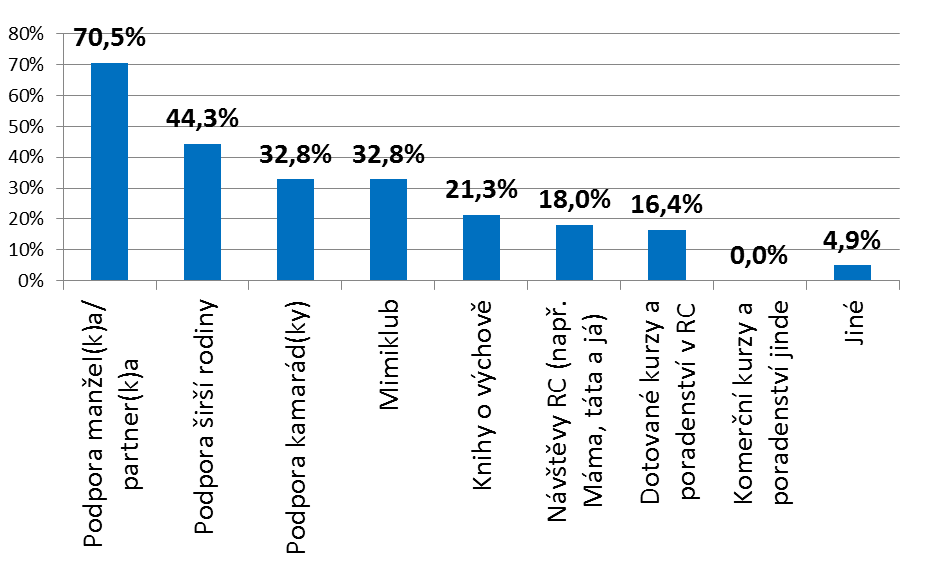 80%
70%
60%
50%
40%
30%
20%
10%
0%
70,5%
44,3%
32,8%
32,8%
21,3%
18,0%
16,4%
0,0%
4,9%
Podpora manžel(k)a/
partner(k)a
Podpora širší rodiny
Podpora kamarád(ky)
Mimiklub
Knihy o výchově
Návštěvy RC (např.
Máma, táta a já)
Dotované kurzy a
poradenství v RC
Komerční kurzy a
poradenství jinde
Jiné